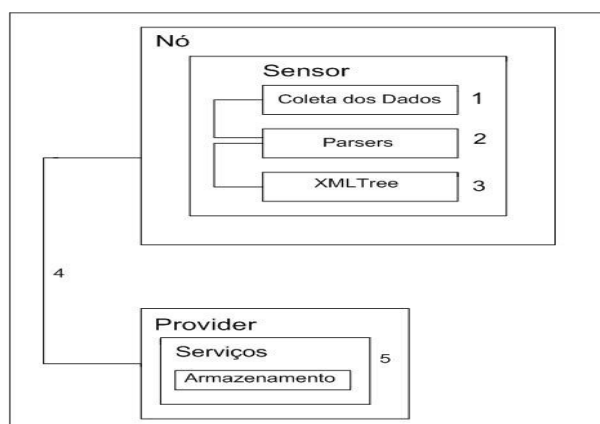 Nó
Sensor
Coleta dos Dados 1
Parsers 2
XMLTree 3
4
Provider
Serviços 5
Armazenamento